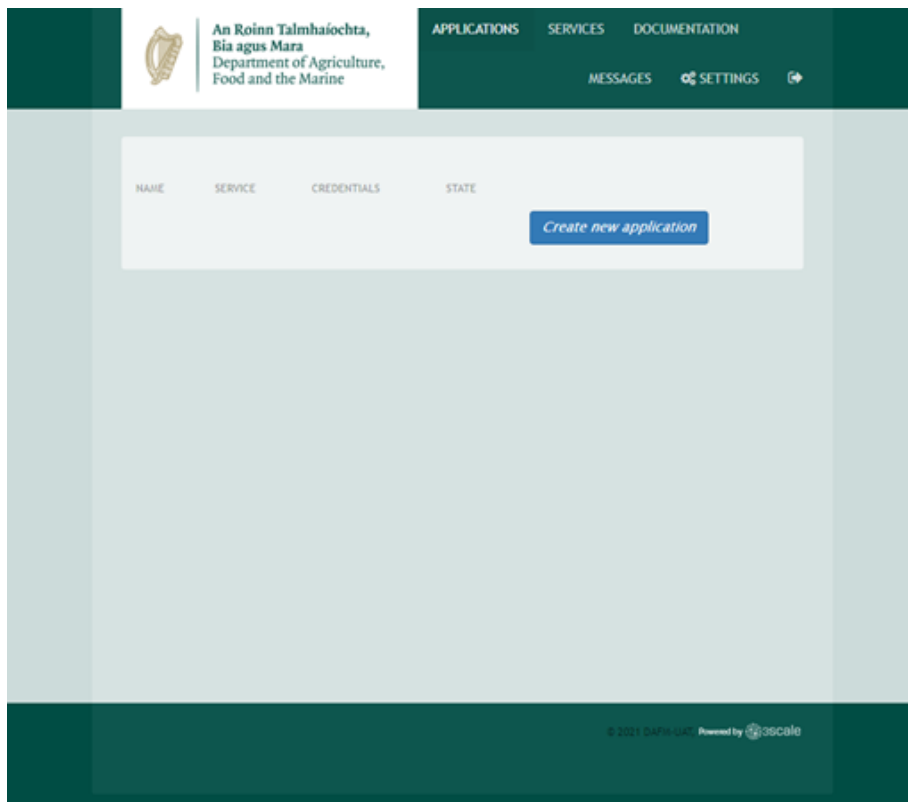 An Roinn Talmhaíochta,
Bia agus Mara
Department of Agriculture,
Food and the Marine
APPLICATIONS SERVICES DOCUMENTATION
MESSAGES SETTINGS
NAME SERVICE CREDENTIALS STATE
Create new application
© 2021 DAFM-UAT. Powered by 3scale